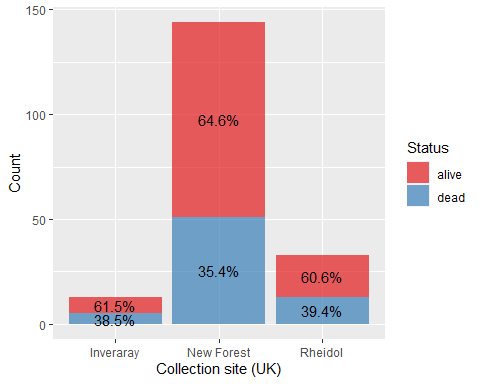 150
100
50
0
Count
64.6%
35.4%
61.5%
38.5%
60.6%
39.4%
Inveraray New Forest Rheidol
Collection site (UK)
Status
alive
dead